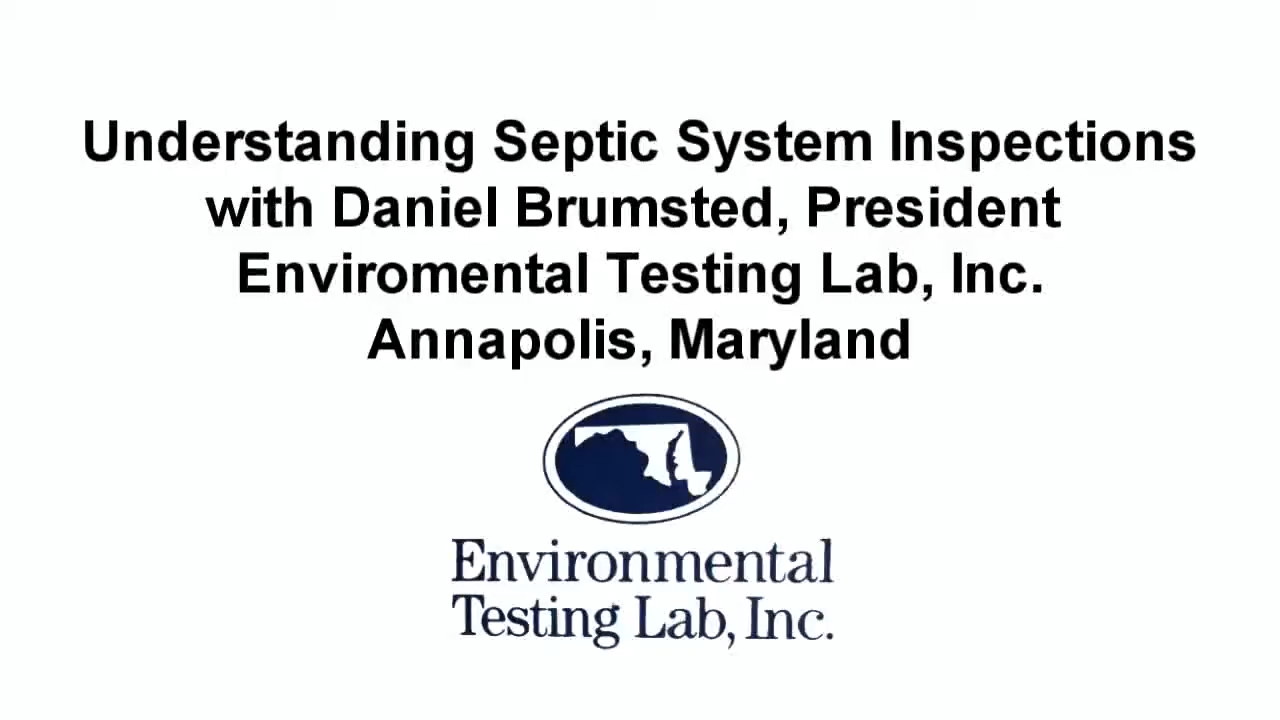 Understanding Septic System Inspections
with Daniel Brumsted, President
Enviromental Testing Lab, Inc.
Annapolis, Maryland
Environmental
Testing Lab, Inc.